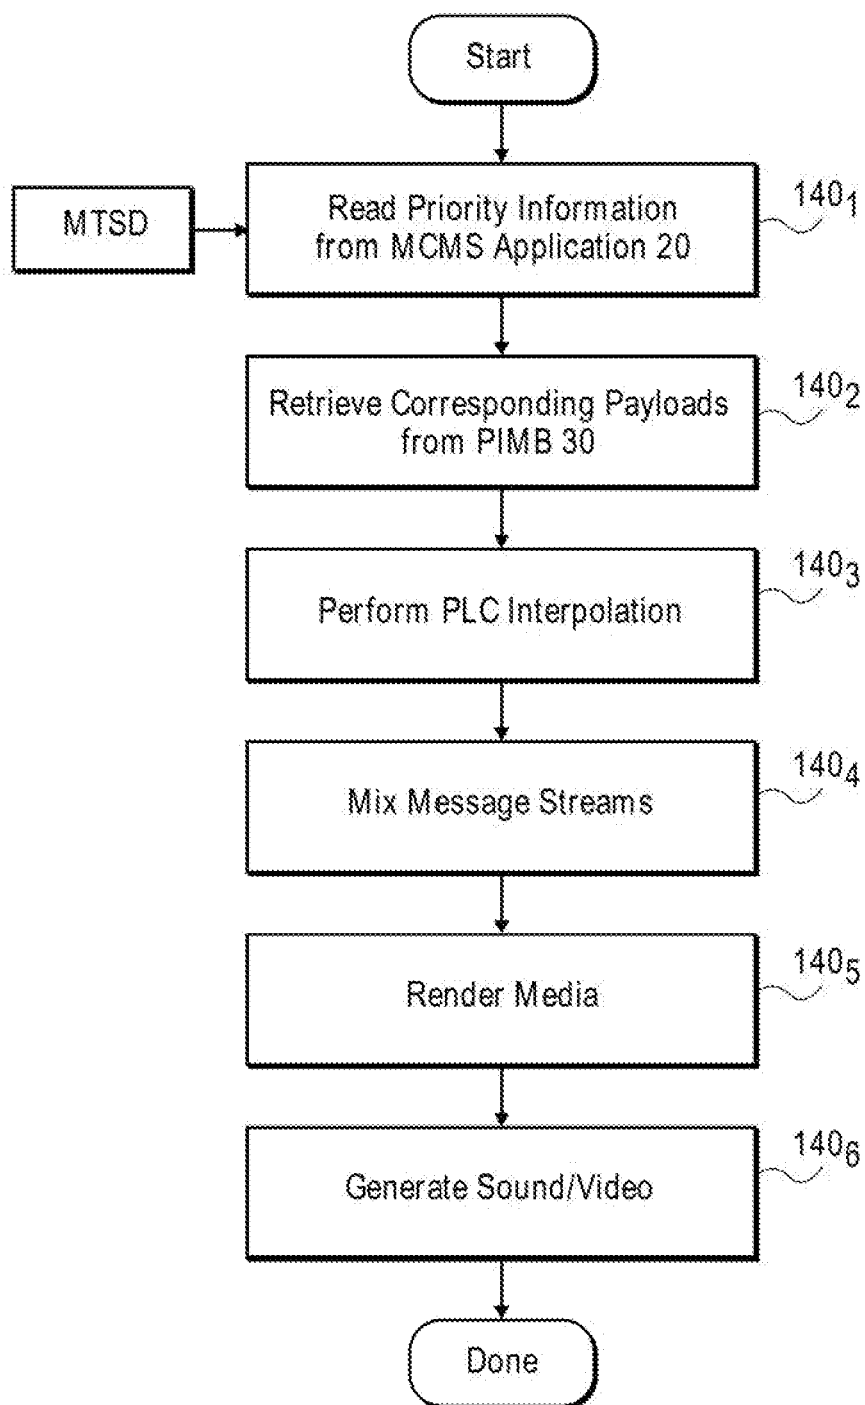 Start
MTSD
Read Priority Information
from MCMS Application 20
140₁
Retrieve Corresponding Payloads
from PIMB 30
140₂
Perform PLC Interpolation
140₃
Mix Message Streams
140₄
Render Media
140₅
Generate Sound/Video
140₆
Done